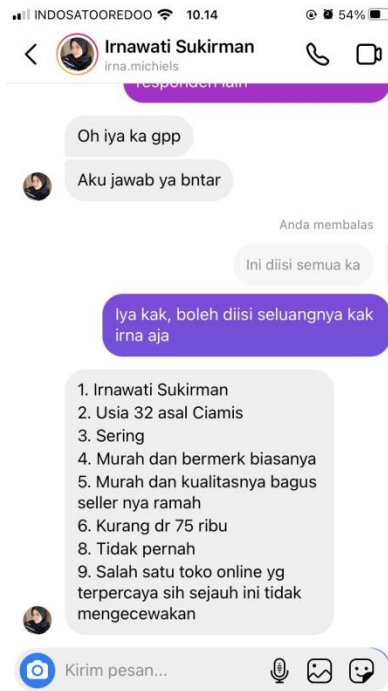 INDOSATOOREDOO 10.14 54%
Irnawati Sukirman
irna.michiels
responden lain
Oh iya ka gpp
Aku jawab ya bntar
Anda membalas
Ini diisi semua ka
Iya kak, boleh diisi seluangnya kak
irna aja
1. Irnawati Sukirman
2. Usia 32 asal Ciamis
3. Sering
4. Murah dan bermerk biasanya
5. Murah dan kualitasnya bagus
seller nya ramah
6. Kurang dr 75 ribu
8. Tidak pernah
9. Salah satu toko online yg
terpercaya sih sejauh ini tidak
mengecewakan
Kirim pesan...